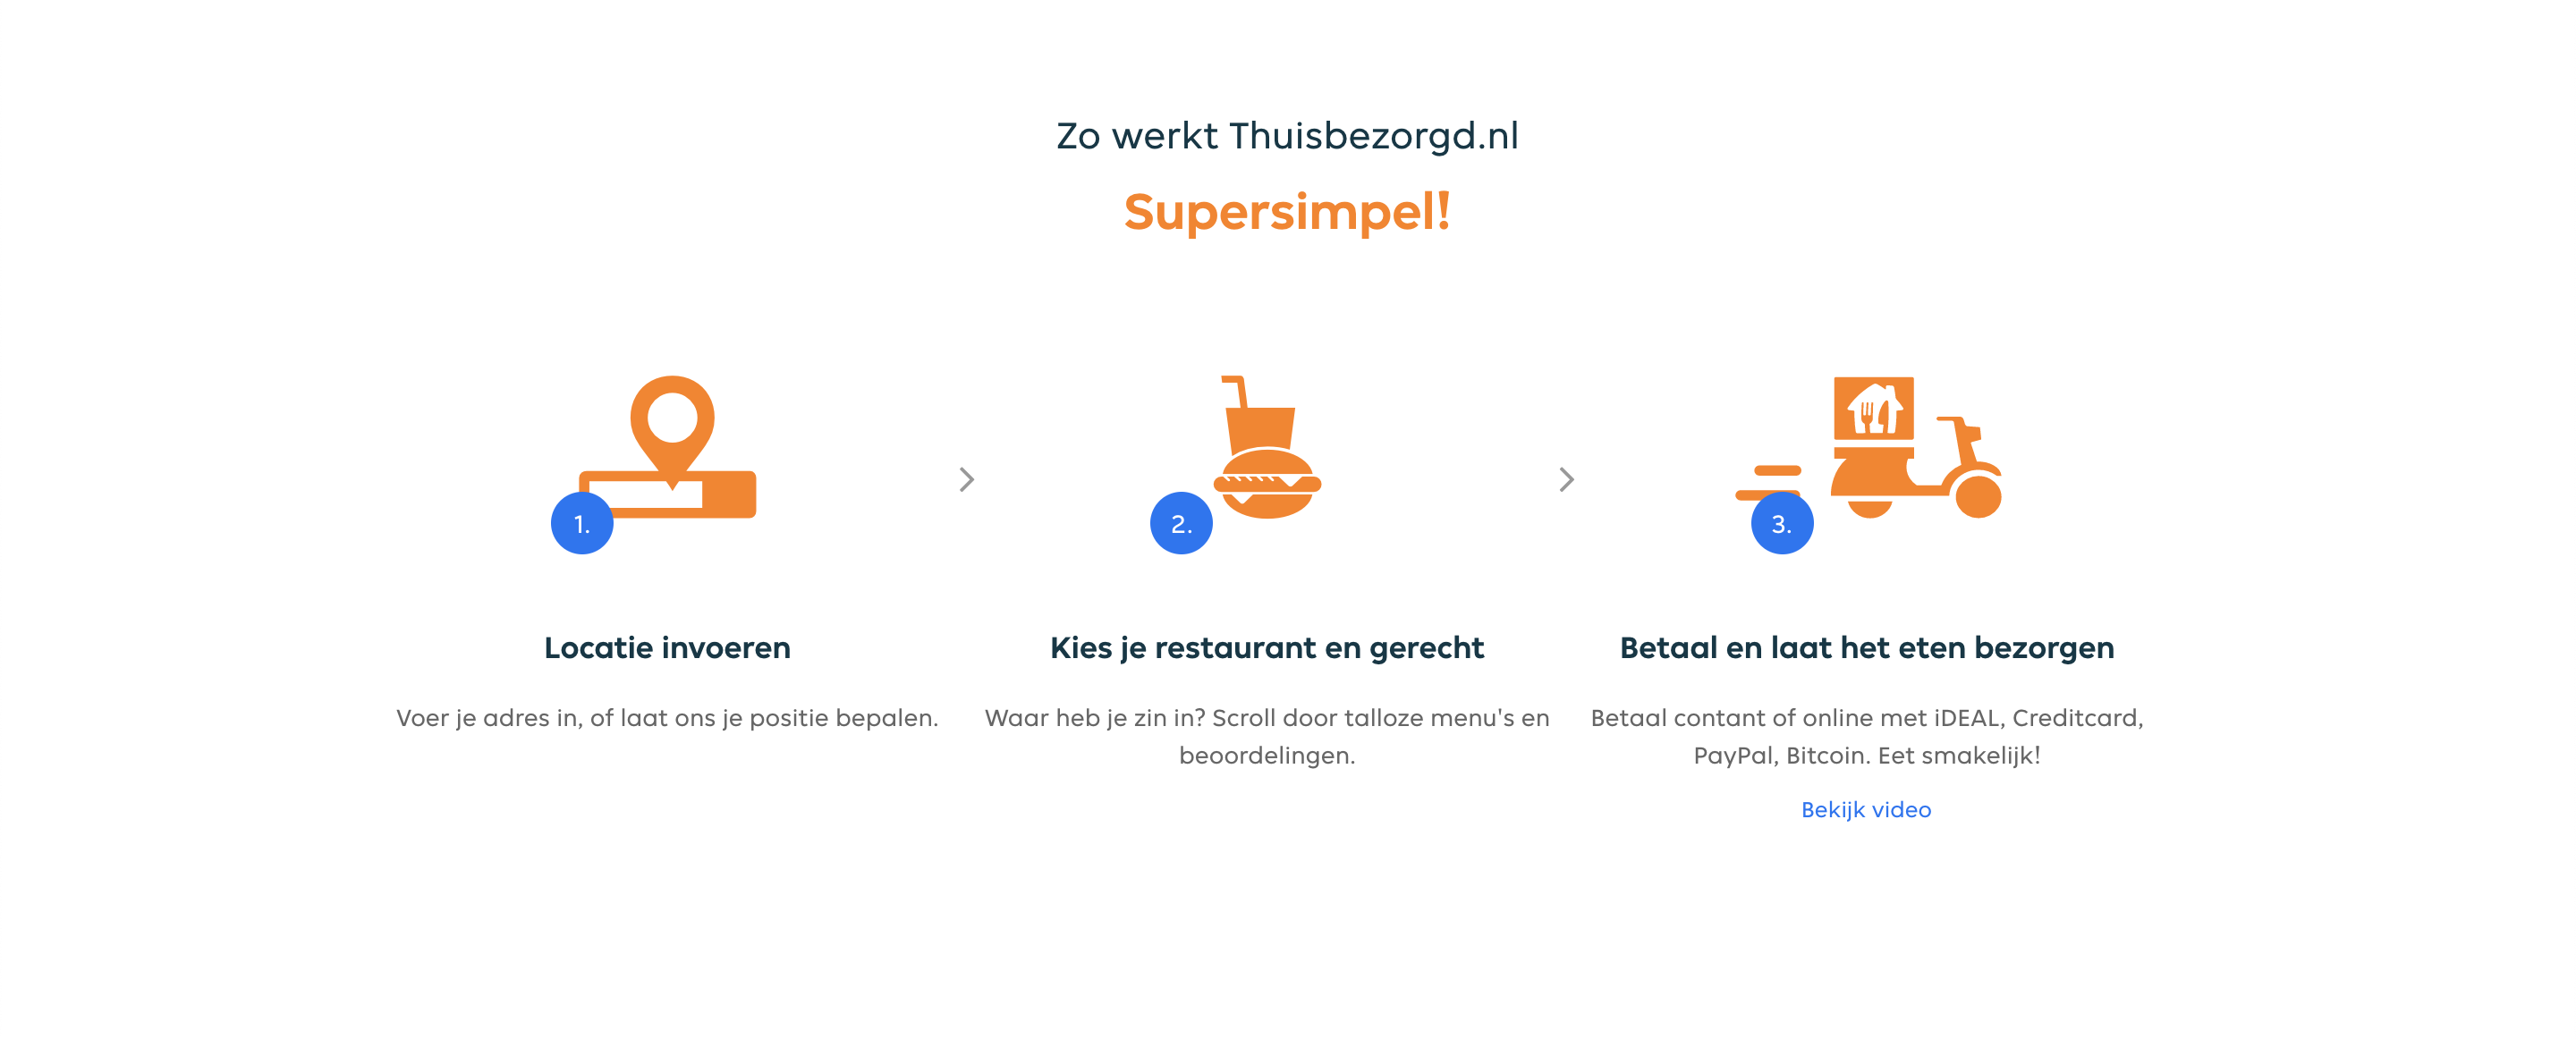 Zo werkt Thuisbezorgd.nl
Supersimpel!
1.
Locatie invoeren
Voer je adres in, of laat ons je positie bepalen.
2.
Kies je restaurant en gerecht
Waar heb je zin in? Scroll door talloze menu's en
beoordelingen.
3.
Betaal en laat het eten bezorgen
Betaal contant of online met iDEAL, Creditcard,
PayPal, Bitcoin. Eet smakelijk!
Bekijk video